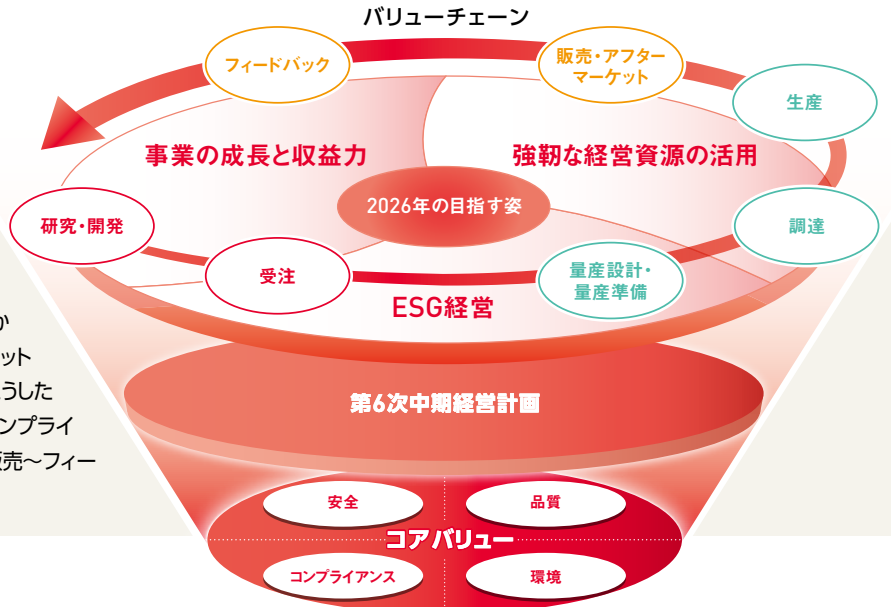 バリューチェーン
フィードバック
販売・アフター
マーケット
生産
事業の成長と収益力
強靭な経営資源の活用
2026年の目指す姿
研究・開発
調達
受注
量産設計・
量産準備
ESG経営
か
ット
うした
ンプライ
売〜フィー
第6次中期経営計画
安全
品質
コアバリュー
コンプライアンス
環境